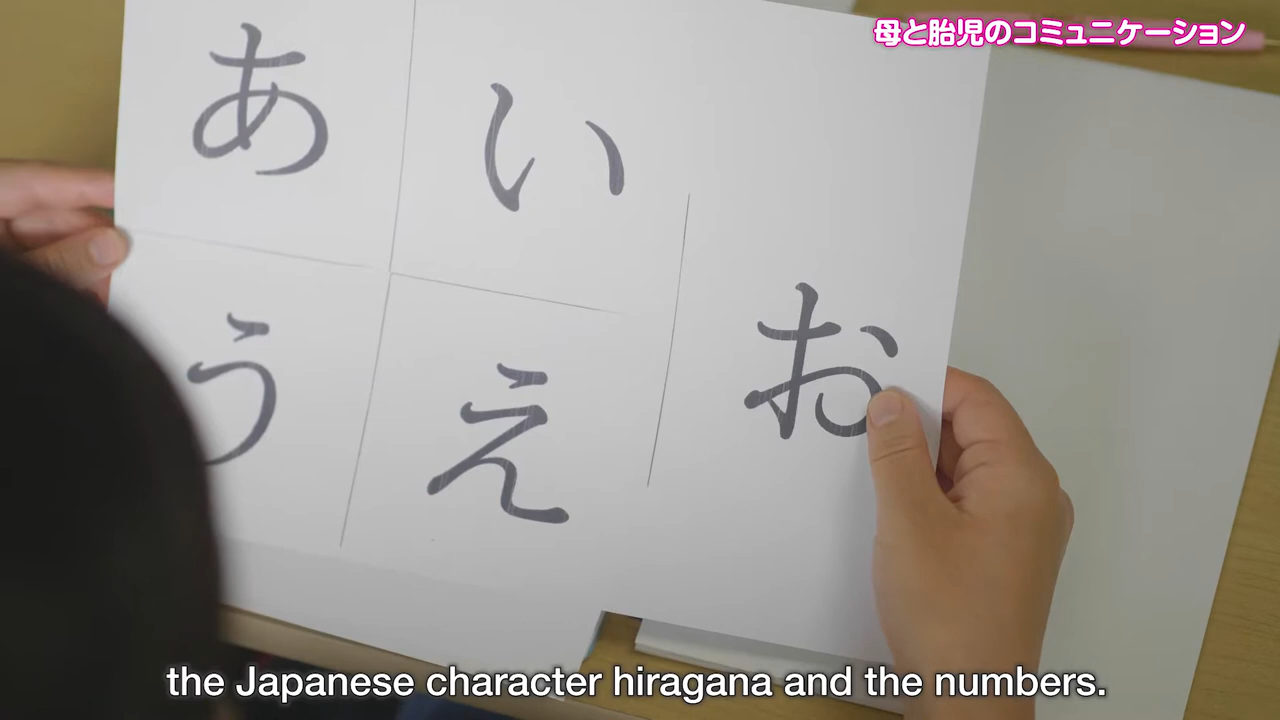 母と胎児のコミュニケーション
あ い
う え お
the Japanese character hiragana and the numbers.